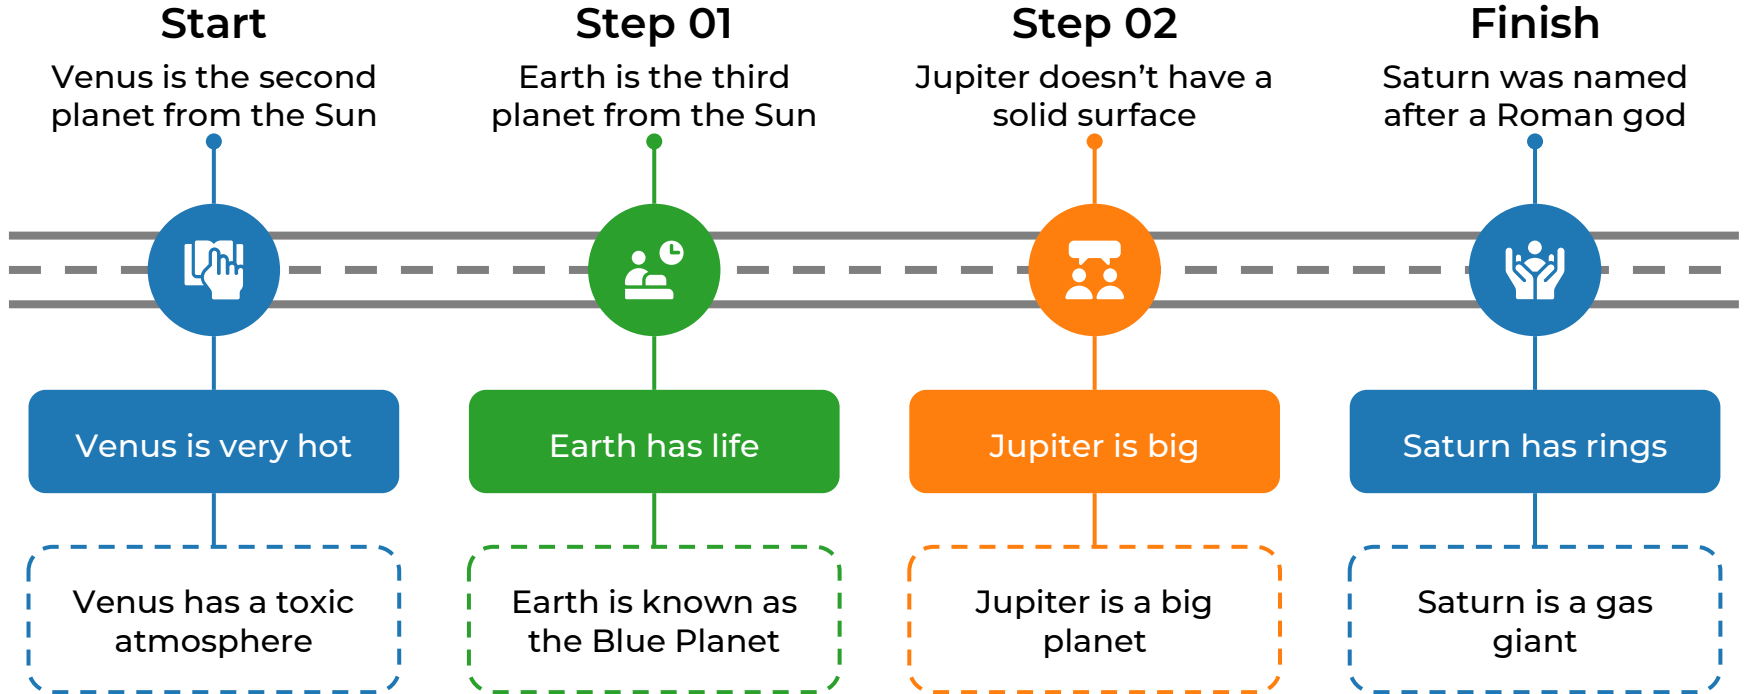 Start
Venus is the second
planet from the Sun
Venus is very hot
Venus has a toxic
atmosphere
Step 01
Earth is the third
planet from the Sun
Earth has life
Earth is known as
the Blue Planet
Step 02
Jupiter doesn’t have a
solid surface
Jupiter is big
Jupiter is a big
planet
Finish
Saturn was named
after a Roman god
Saturn has rings
Saturn is a gas
giant